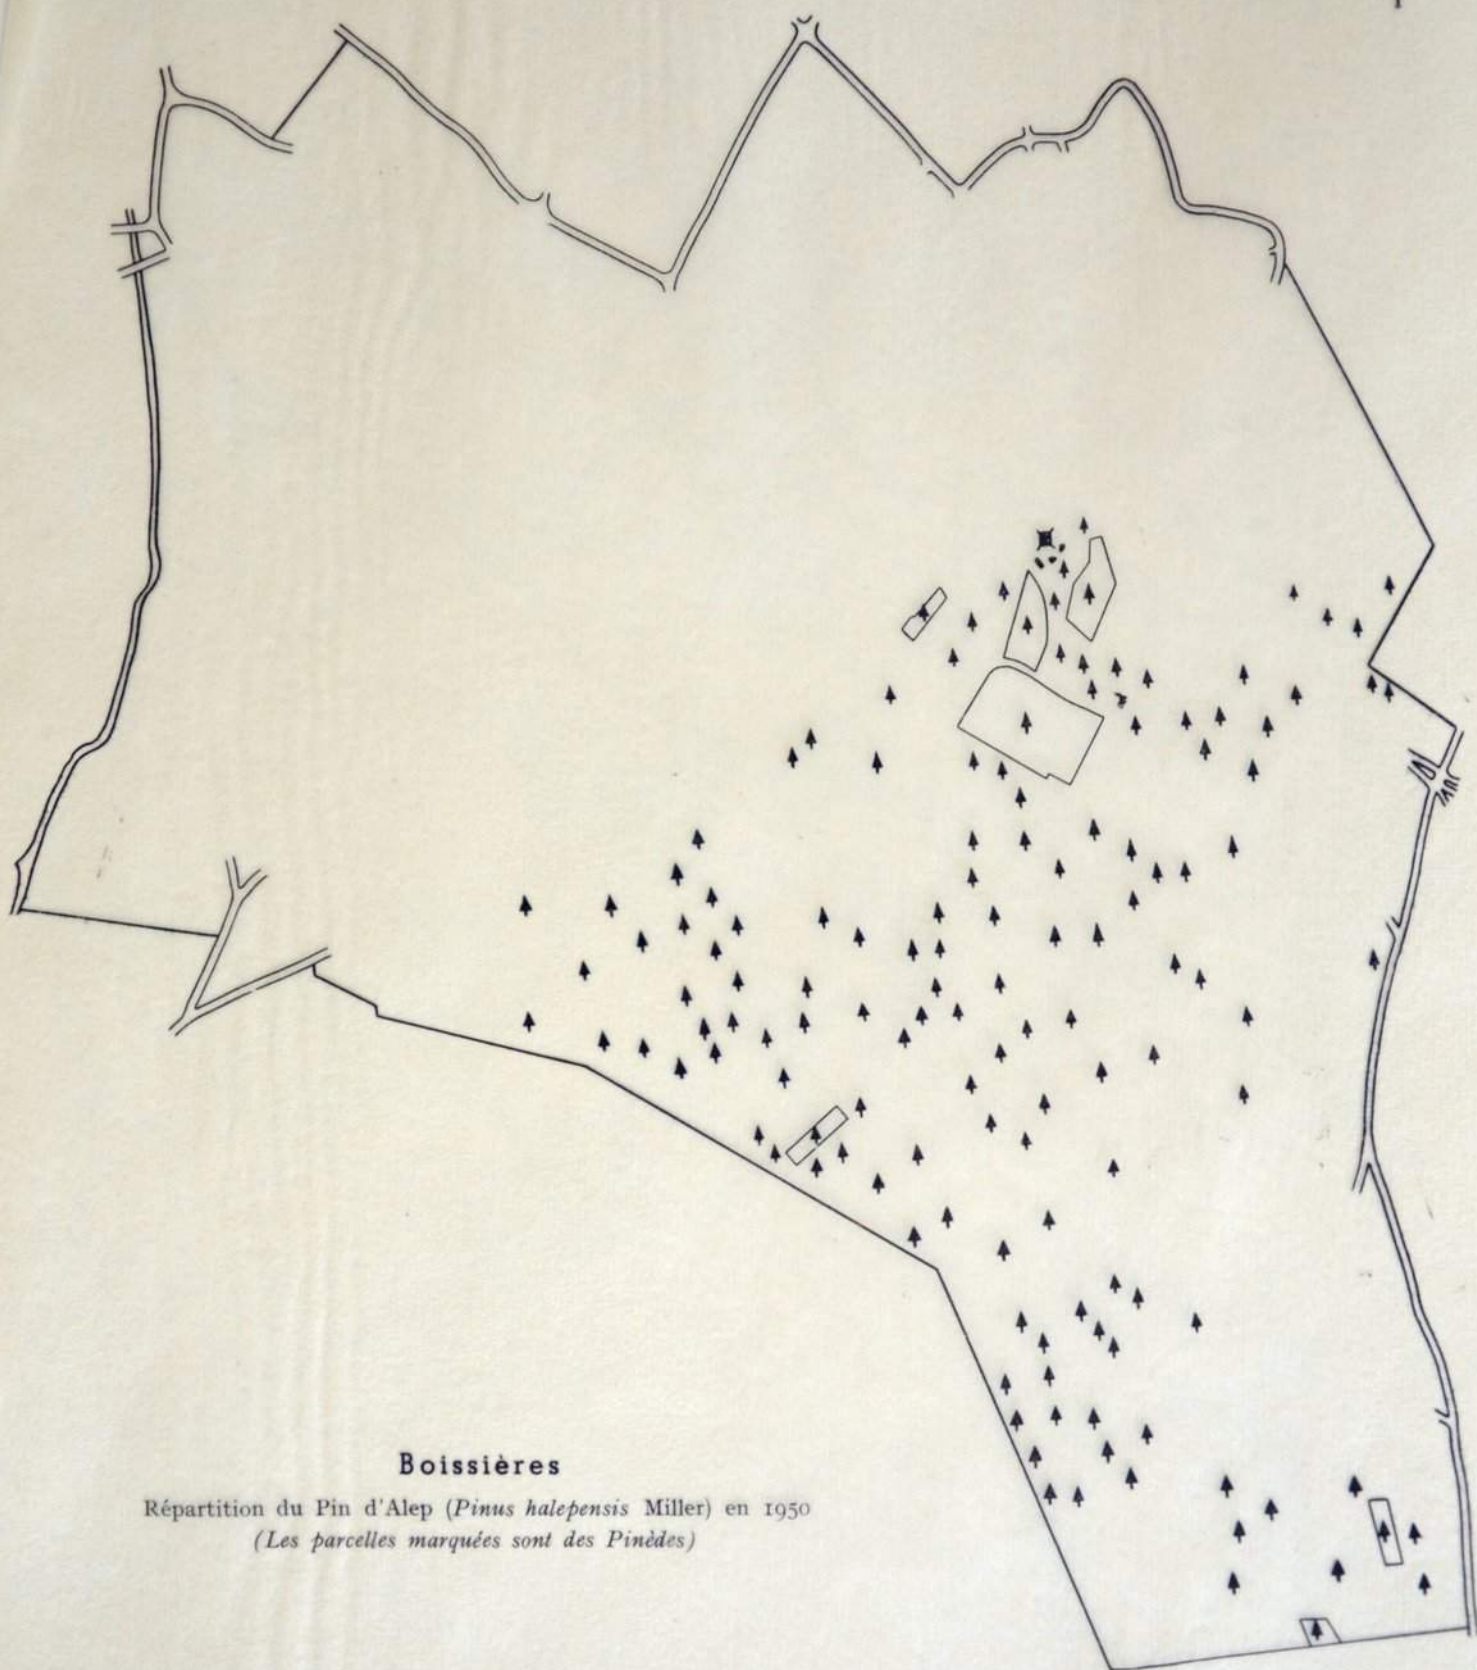 Boissières
Répartition du Pin d'Alep (Pinus halepensis Miller) en 1950
(Les parcelles marquées sont des Pinèdes)